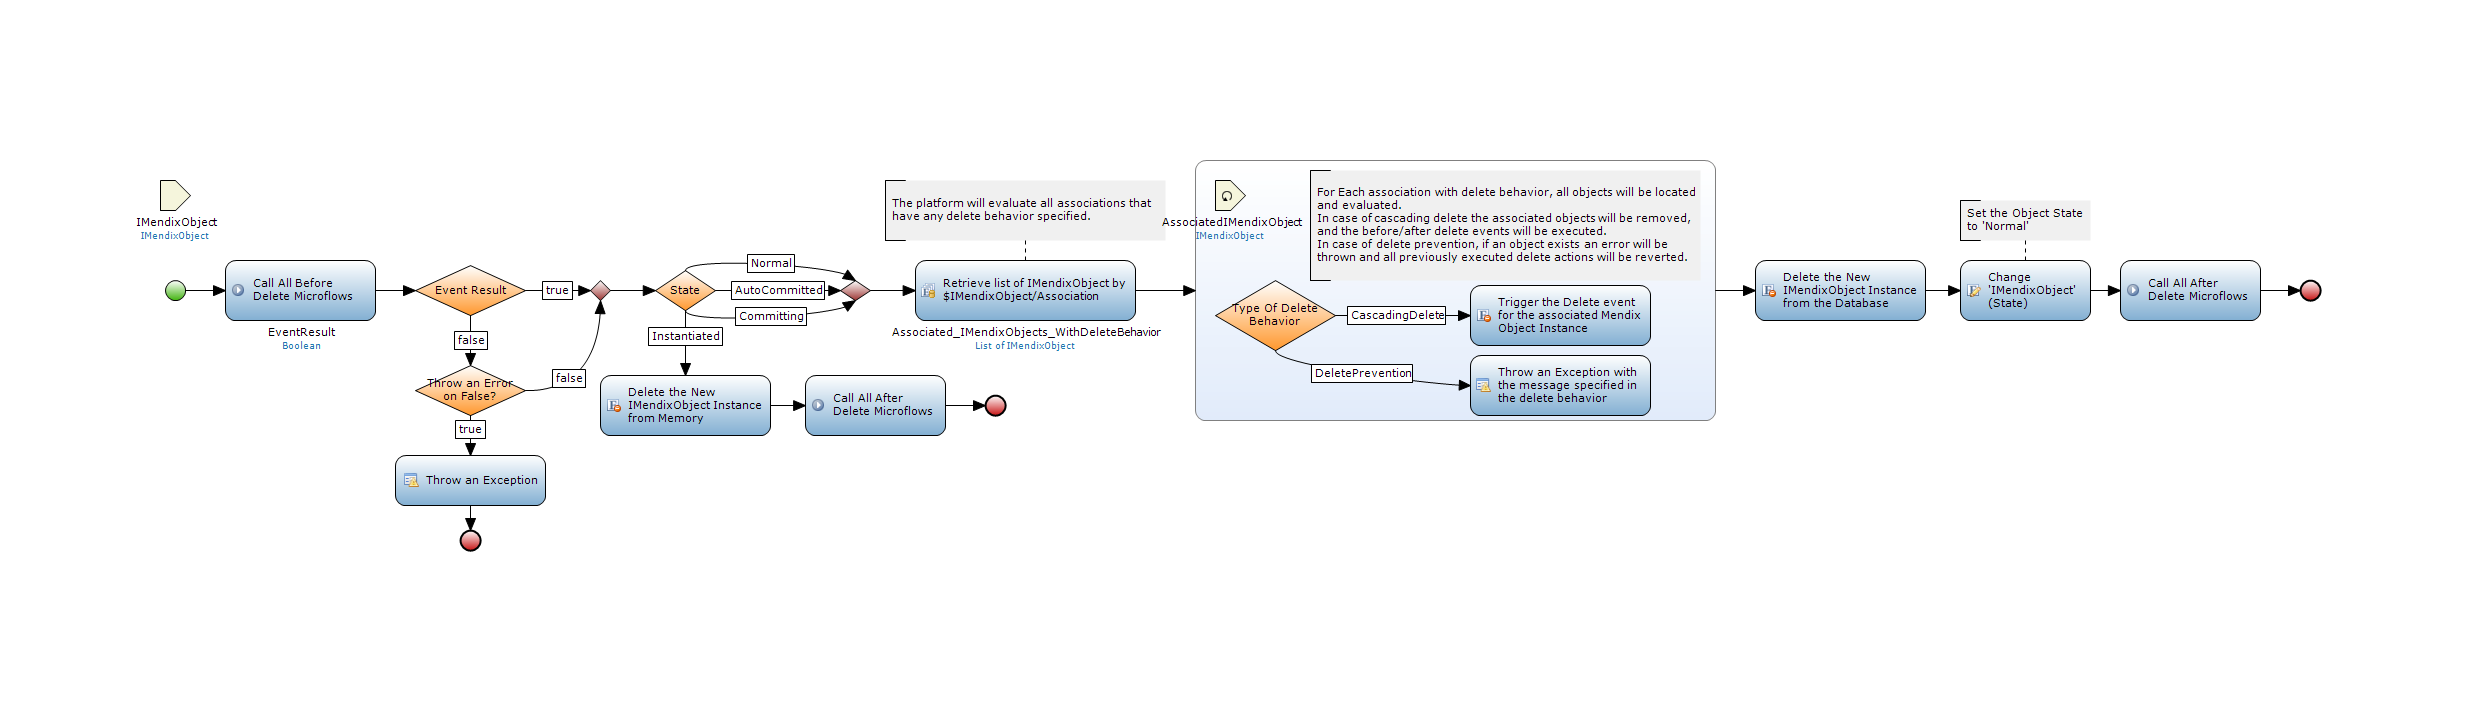 IMendixObject
IMendixObject
Call All Before
Delete Microflows
EventResult
Boolean
Event Result
true
false
Throw an Error
on False?
false
true
Throw an Exception
State
Normal
AutoCommitted
Committing
Instantiated
Delete the New
IMendixObject Instance
from Memory
Call All After
Delete Microflows
The platform will evaluate all associations that
have any delete behavior specified.
Retrieve list of IMendixObject by
$IMendixObject/Association
Associated_IMendixObjects_WithDeleteBehavior
List of IMendixObject
AssociatedIMendixObject
IMendixObject
For Each association with delete behavior, all objects will be located
and evaluated.
In case of cascading delete the associated objects will be removed,
and the before/after delete events will be executed.
In case of delete prevention, if an object exists an error will be
thrown and all previously executed delete actions will be reverted.
Type Of Delete
Behavior
CascadingDelete
Trigger the Delete event
for the associated Mendix
Object Instance
DeletePrevention
Throw an Exception with
the message specified in
the delete behavior
Delete the New
IMendixObject Instance
from the Database
Set the Object State
to 'Normal'
Change
'IMendixObject'
(State)
Call All After
Delete Microflows